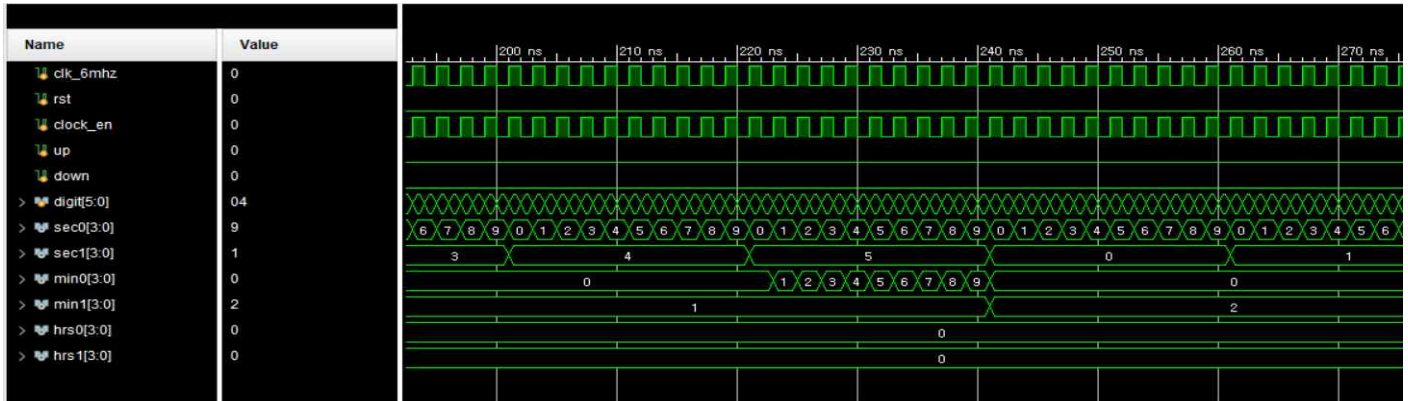 Name Value
200 ns 210 ns 220 ns 230 ns 240 ns 250 ns 260 ns 270 ns
clk_6mhz 0
rst 0
clock_en 0
up 0
down 0
> digit[5:0] 04
> sec0[3:0] 9 6 7 8 9 0 1 2 3 4 5 6 7 8 9 0 1 2 3 4 5 6 7 8 9 0 1 2 3 4 5 6 7 8 9 0 1 2 3 4 5 6
> sec1[3:0] 1 3 4 5 0 1
> min0[3:0] 0 0 1 2 3 4 5 6 7 8 9 0
> min1[3:0] 2 1 2
> hrs0[3:0] 0 0
> hrs1[3:0] 0 0